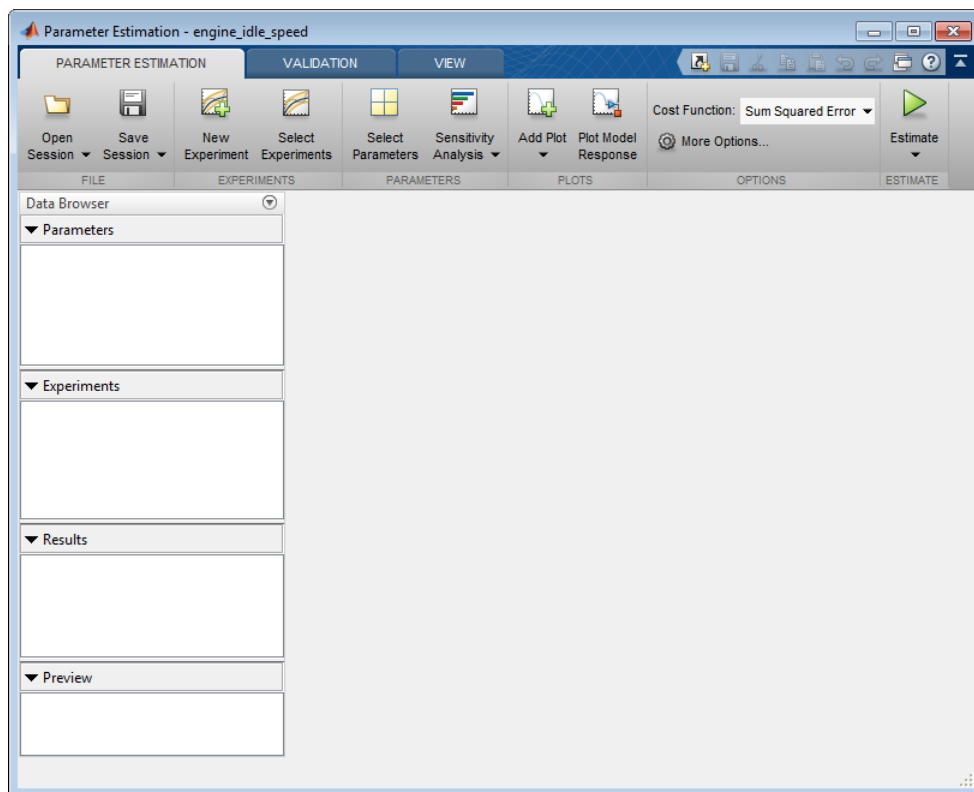 Parameter Estimation - engine_idle_speed
PARAMETER ESTIMATION VALIDATION VIEW
Open Session
Save Session
New Experiment
Select Experiments
Select Parameters
Sensitivity Analysis
Add Plot
Plot Model Response
Cost Function: Sum Squared Error
More Options...
Estimate
FILE EXPERIMENTS PARAMETERS PLOTS OPTIONS ESTIMATE
Data Browser
Parameters
Experiments
Results
Preview